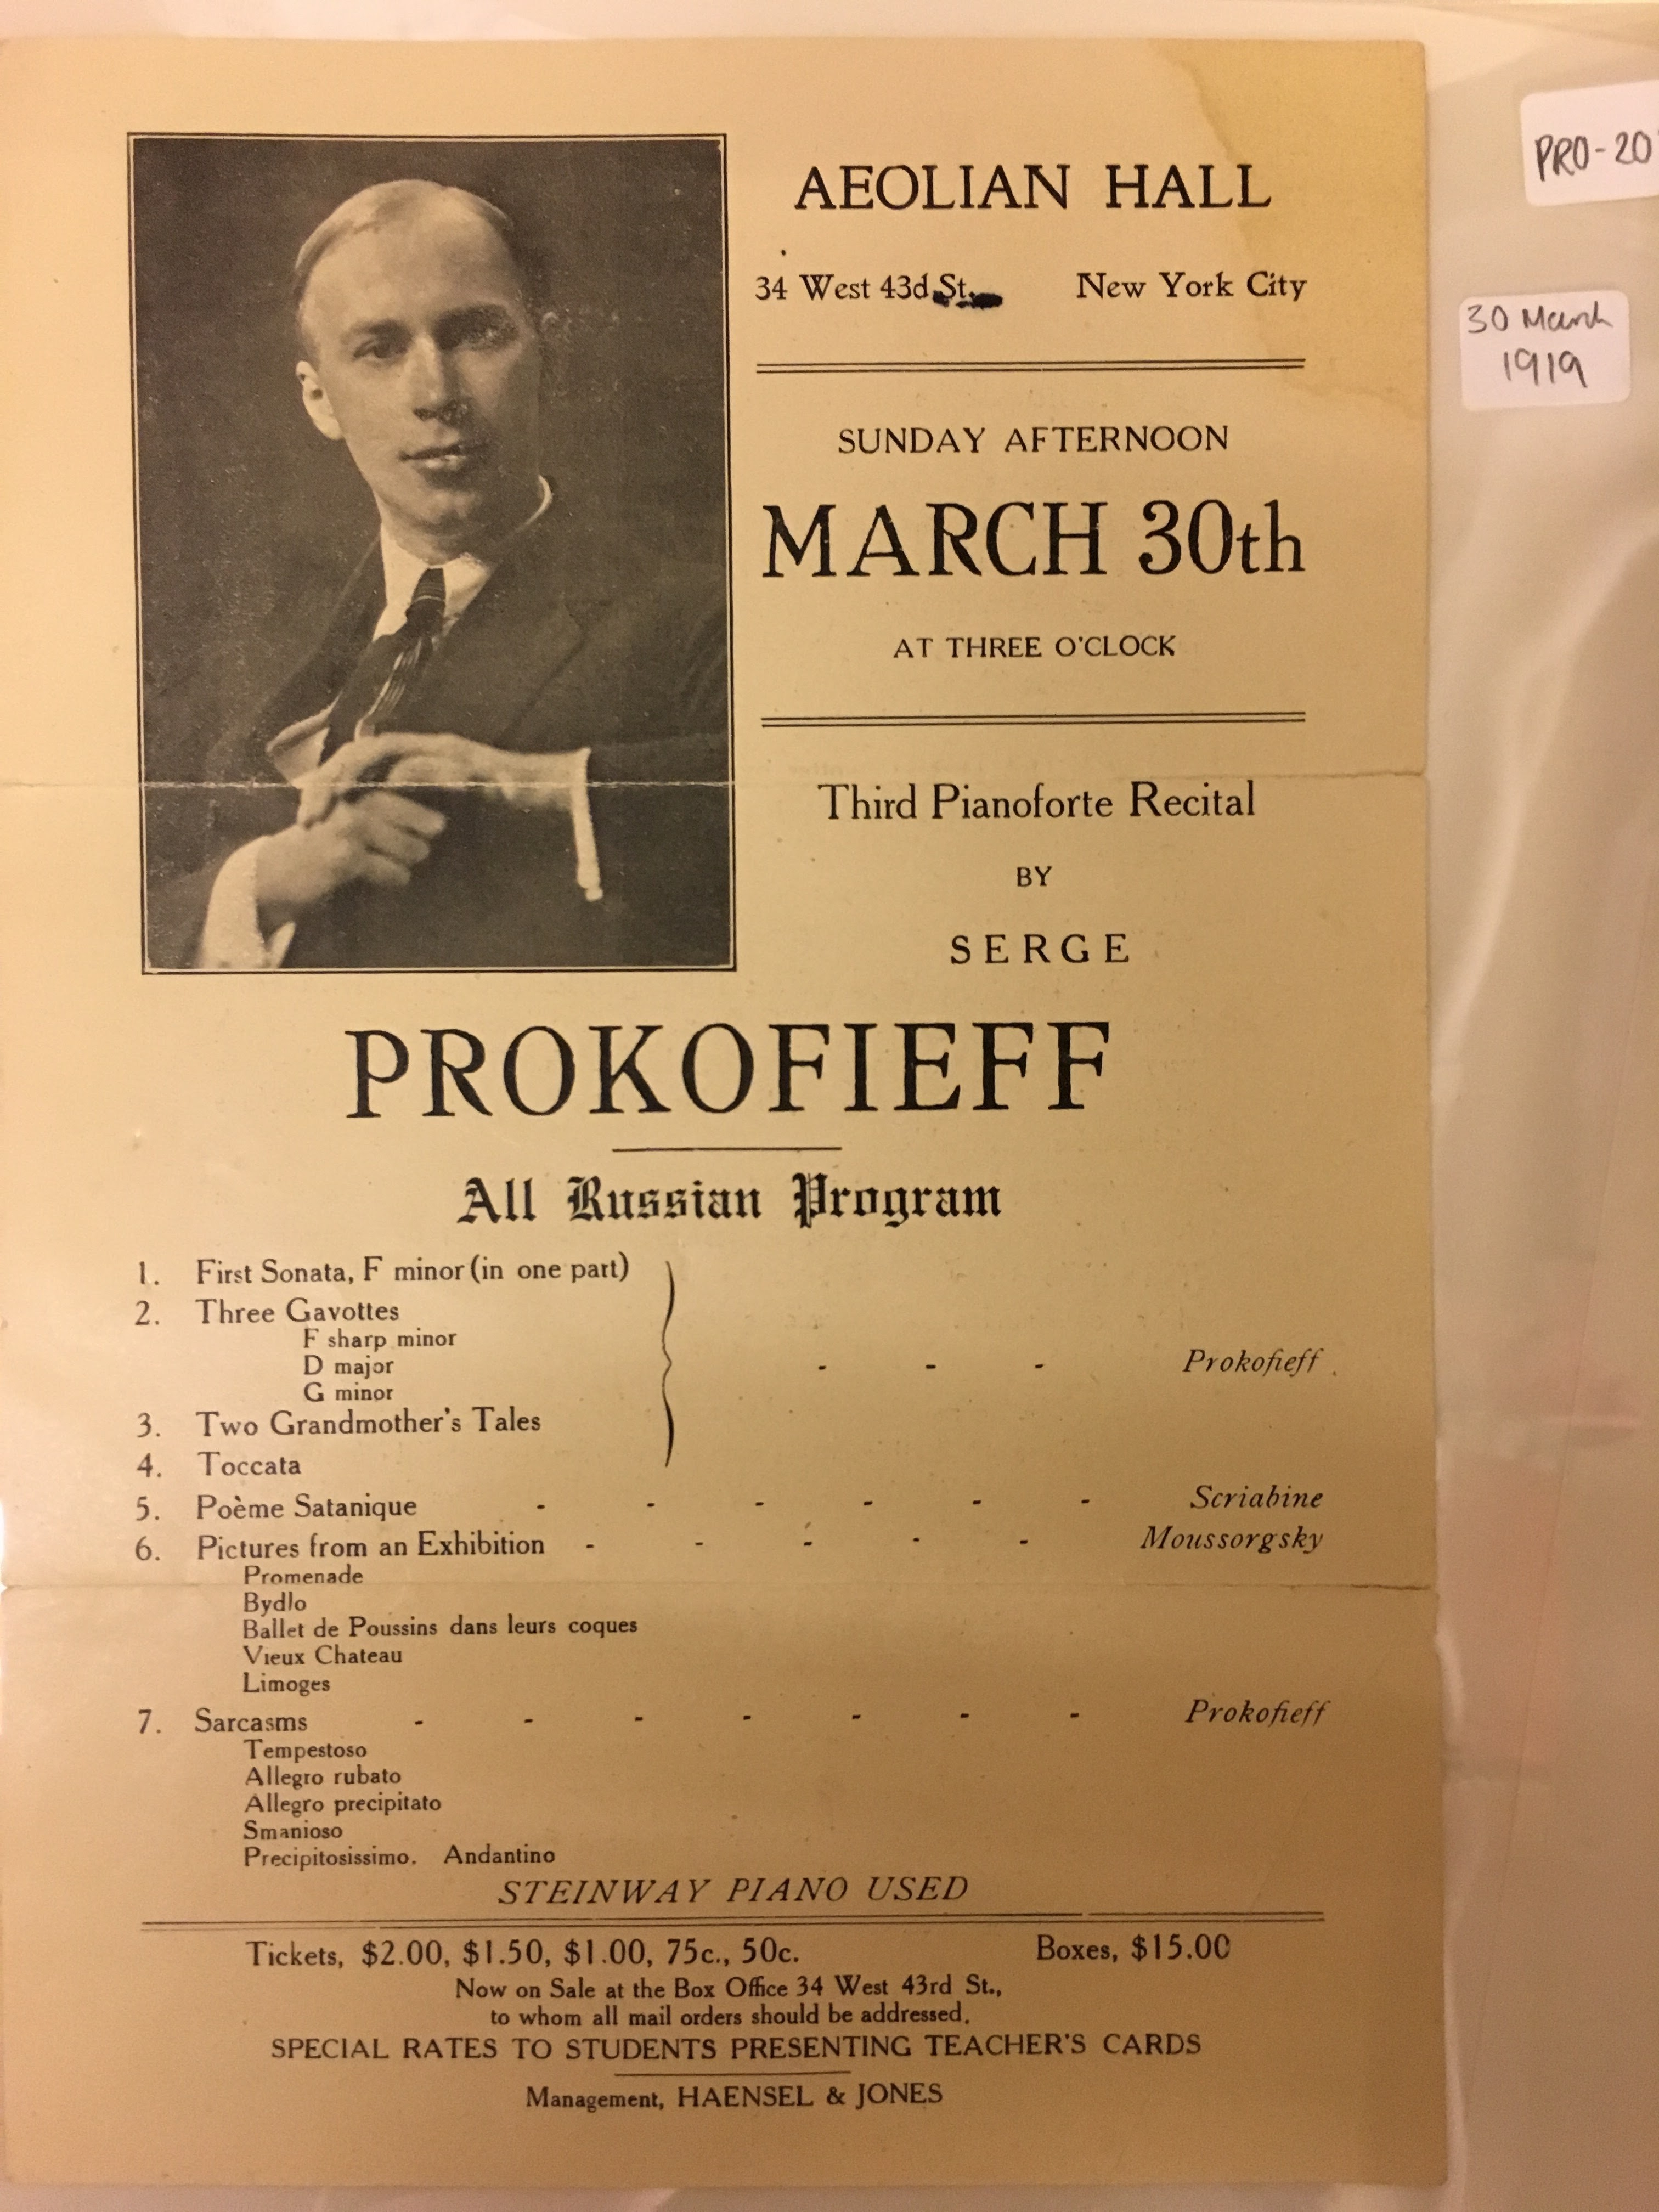 AEOLIAN HALL
34 West 43d St. New York City
SUNDAY AFTERNOON
MARCH 30th
AT THREE O'CLOCK
Third Pianoforte Recital
BY
SERGE
PROKOFIEFF
All Russian Program
1. First Sonata, F minor (in one part)
2. Three Gavottes
F sharp minor
D major
G minor
3. Two Grandmother's Tales
4. Toccata
- - - Prokofieff.
5. Poème Satanique - - - - - - Scriabine
6. Pictures from an Exhibition - - - - - Moussorgsky
Promenade
Bydlo
Ballet de Poussins dans leurs coques
Vieux Chateau
Limoges
7. Sarcasms - - - - - - - Prokofieff
Tempestoso
Allegro rubato
Allegro precipitato
Smanioso
Precipitosissimo. Andantino
STEINWAY PIANO USED
Tickets, $2.00, $1.50, $1.00, 75c., 50c. Boxes, $15.00
Now on Sale at the Box Office 34 West 43rd St.,
to whom all mail orders should be addressed.
SPECIAL RATES TO STUDENTS PRESENTING TEACHER'S CARDS
Management, HAENSEL & JONES
PRO-20
30 March
1919